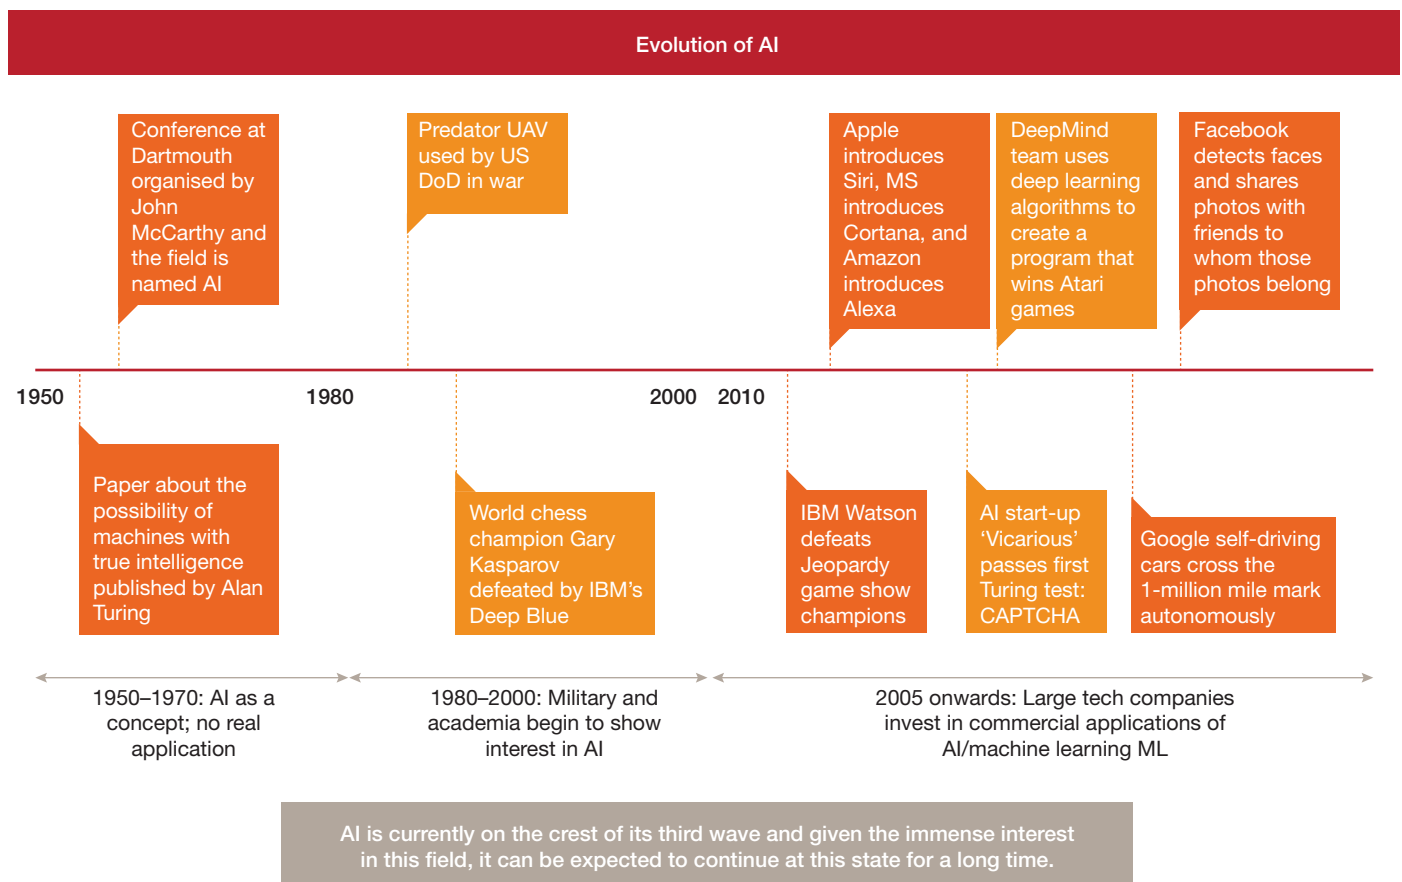 Evolution of AI
Conference at
Dartmouth
organised by
John
McCarthy and
the field is
named AI
Predator UAV
used by US
DoD in war
Apple
introduces
Siri, MS
introduces
Cortana, and
Amazon
introduces
Alexa
DeepMind
team uses
deep learning
algorithms to
create a
program that
wins Atari
games
Facebook
detects faces
and shares
photos with
friends to
whom those
photos belong
1950
1980
2000
2010
Paper about the
possibility of
machines with
true intelligence
published by Alan
Turing
World chess
champion Gary
Kasparov
defeated by IBM’s
Deep Blue
IBM Watson
defeats
Jeopardy
game show
champions
AI start-up
‘Vicarious’
passes first
Turing test:
CAPTCHA
Google self-driving
cars cross the
1-million mile mark
autonomously
1950–1970: AI as a
concept; no real
application
1980–2000: Military and
academia begin to show
interest in AI
2005 onwards: Large tech companies
invest in commercial applications of
AI/machine learning ML
AI is currently on the crest of its third wave and given the immense interest
in this field, it can be expected to continue at this state for a long time.